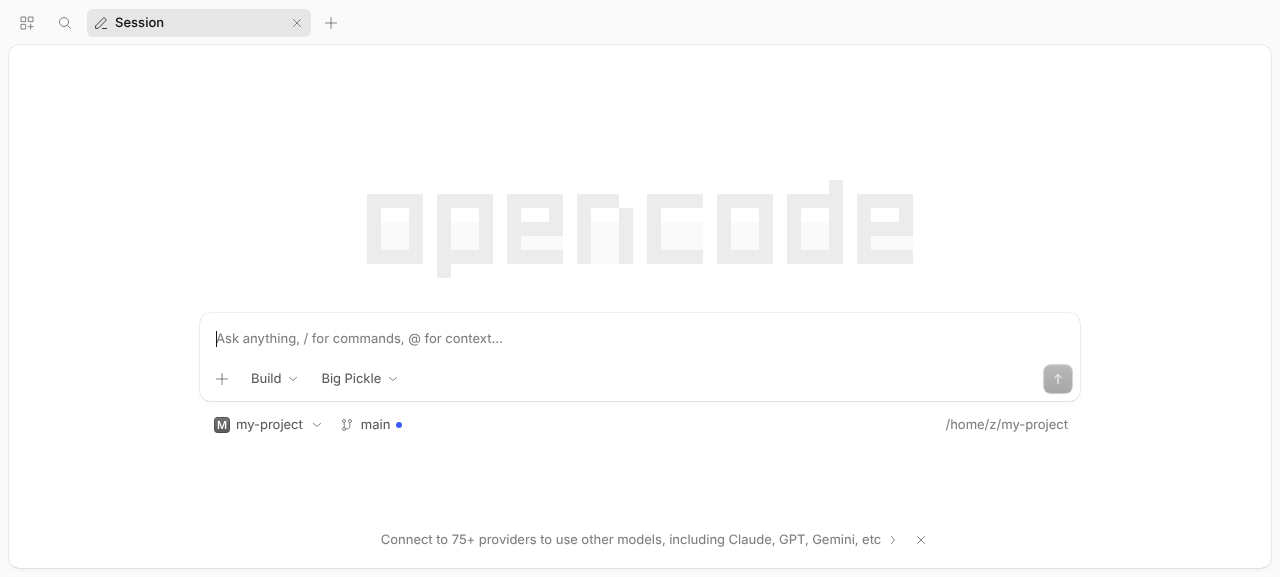 Session
opencode
Ask anything, / for commands, @ for context...
Build Big Pickle
M my-project main /home/z/my-project
Connect to 75+ providers to use other models, including Claude, GPT, Gemini, etc